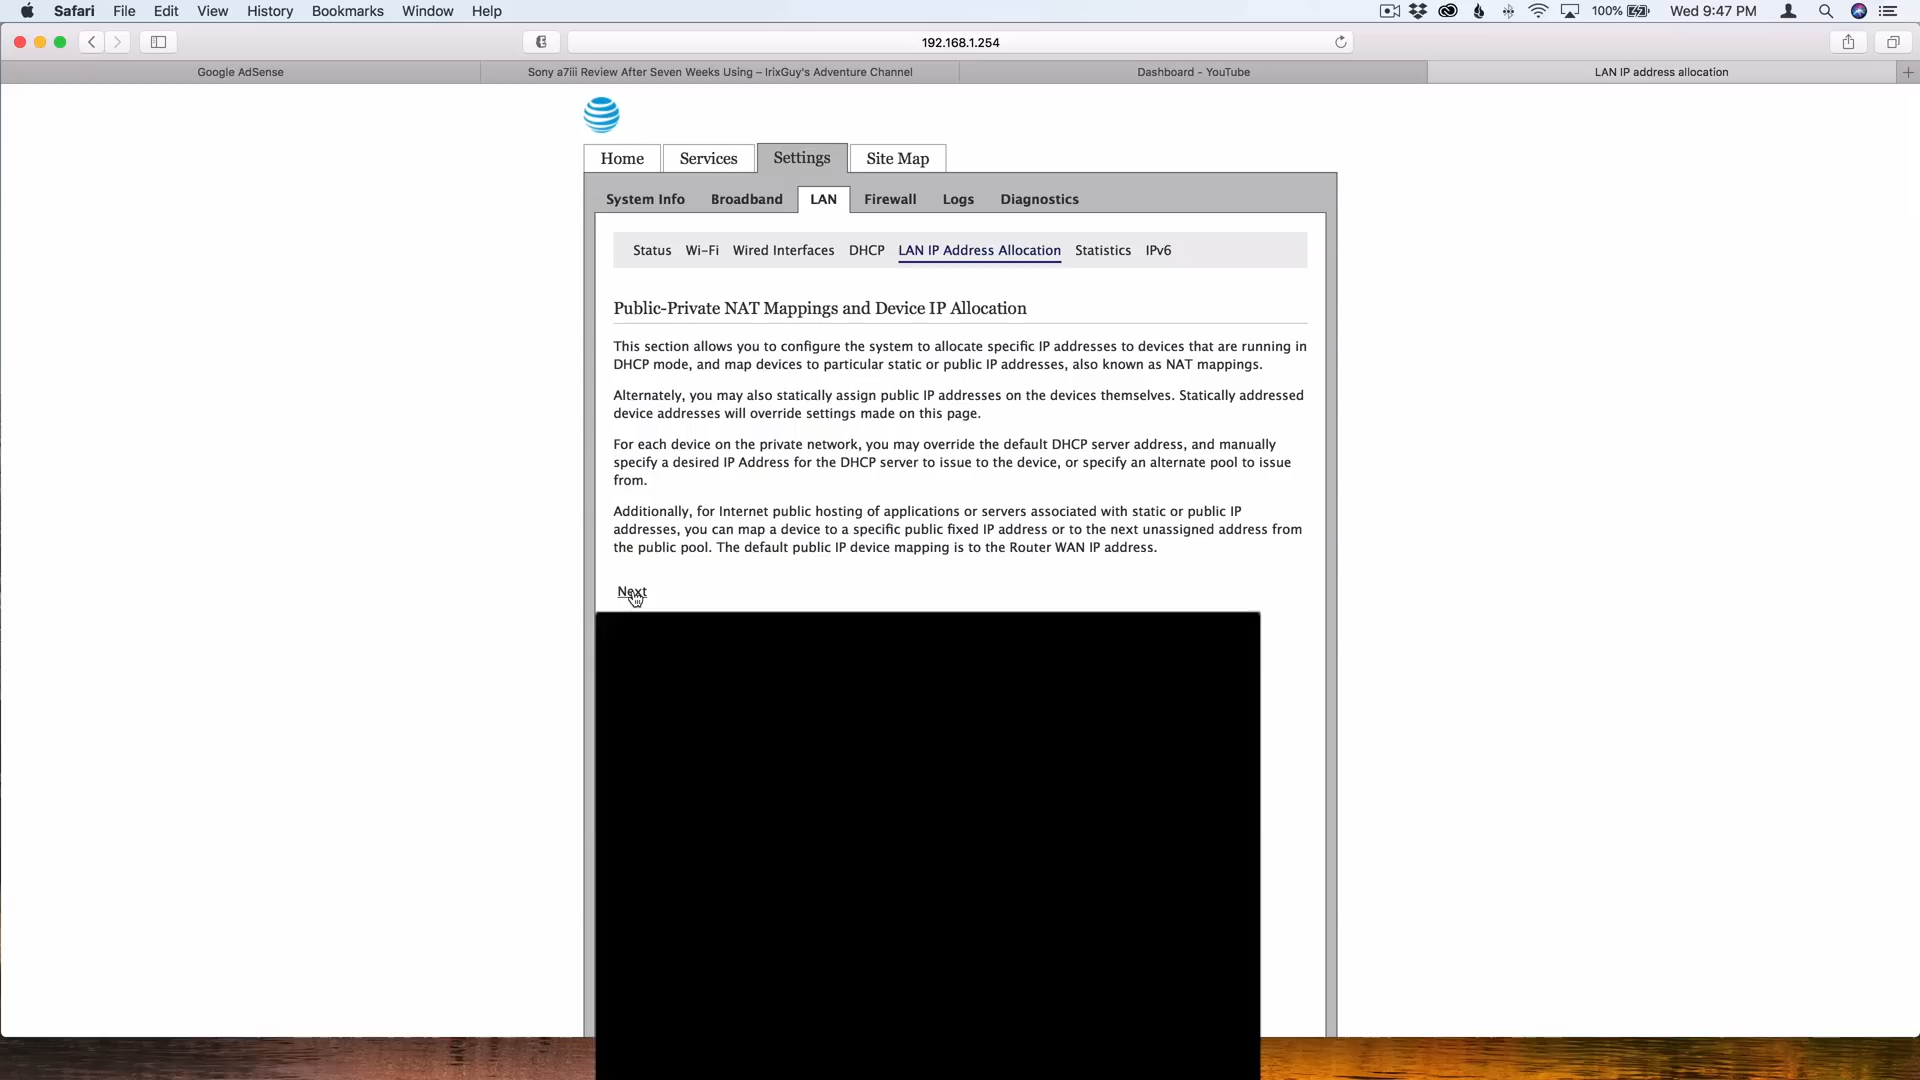 Safari File Edit View History Bookmarks Window Help 100% Wed 9:47 PM
192.168.1.254
Google AdSense Sony a7iii Review After Seven Weeks Using – IrixGuy's Adventure Channel Dashboard - YouTube LAN IP address allocation
Home Services Settings Site Map
System Info Broadband LAN Firewall Logs Diagnostics
Status Wi-Fi Wired Interfaces DHCP LAN IP Address Allocation Statistics IPv6
Public-Private NAT Mappings and Device IP Allocation
This section allows you to configure the system to allocate specific IP addresses to devices that are running in
DHCP mode, and map devices to particular static or public IP addresses, also known as NAT mappings.
Alternately, you may also statically assign public IP addresses on the devices themselves. Statically addressed
device addresses will override settings made on this page.
For each device on the private network, you may override the default DHCP server address, and manually
specify a desired IP Address for the DHCP server to issue to the device, or specify an alternate pool to issue
from.
Additionally, for Internet public hosting of applications or servers associated with static or public IP
addresses, you can map a device to a specific public fixed IP address or to the next unassigned address from
the public pool. The default public IP device mapping is to the Router WAN IP address.
Next